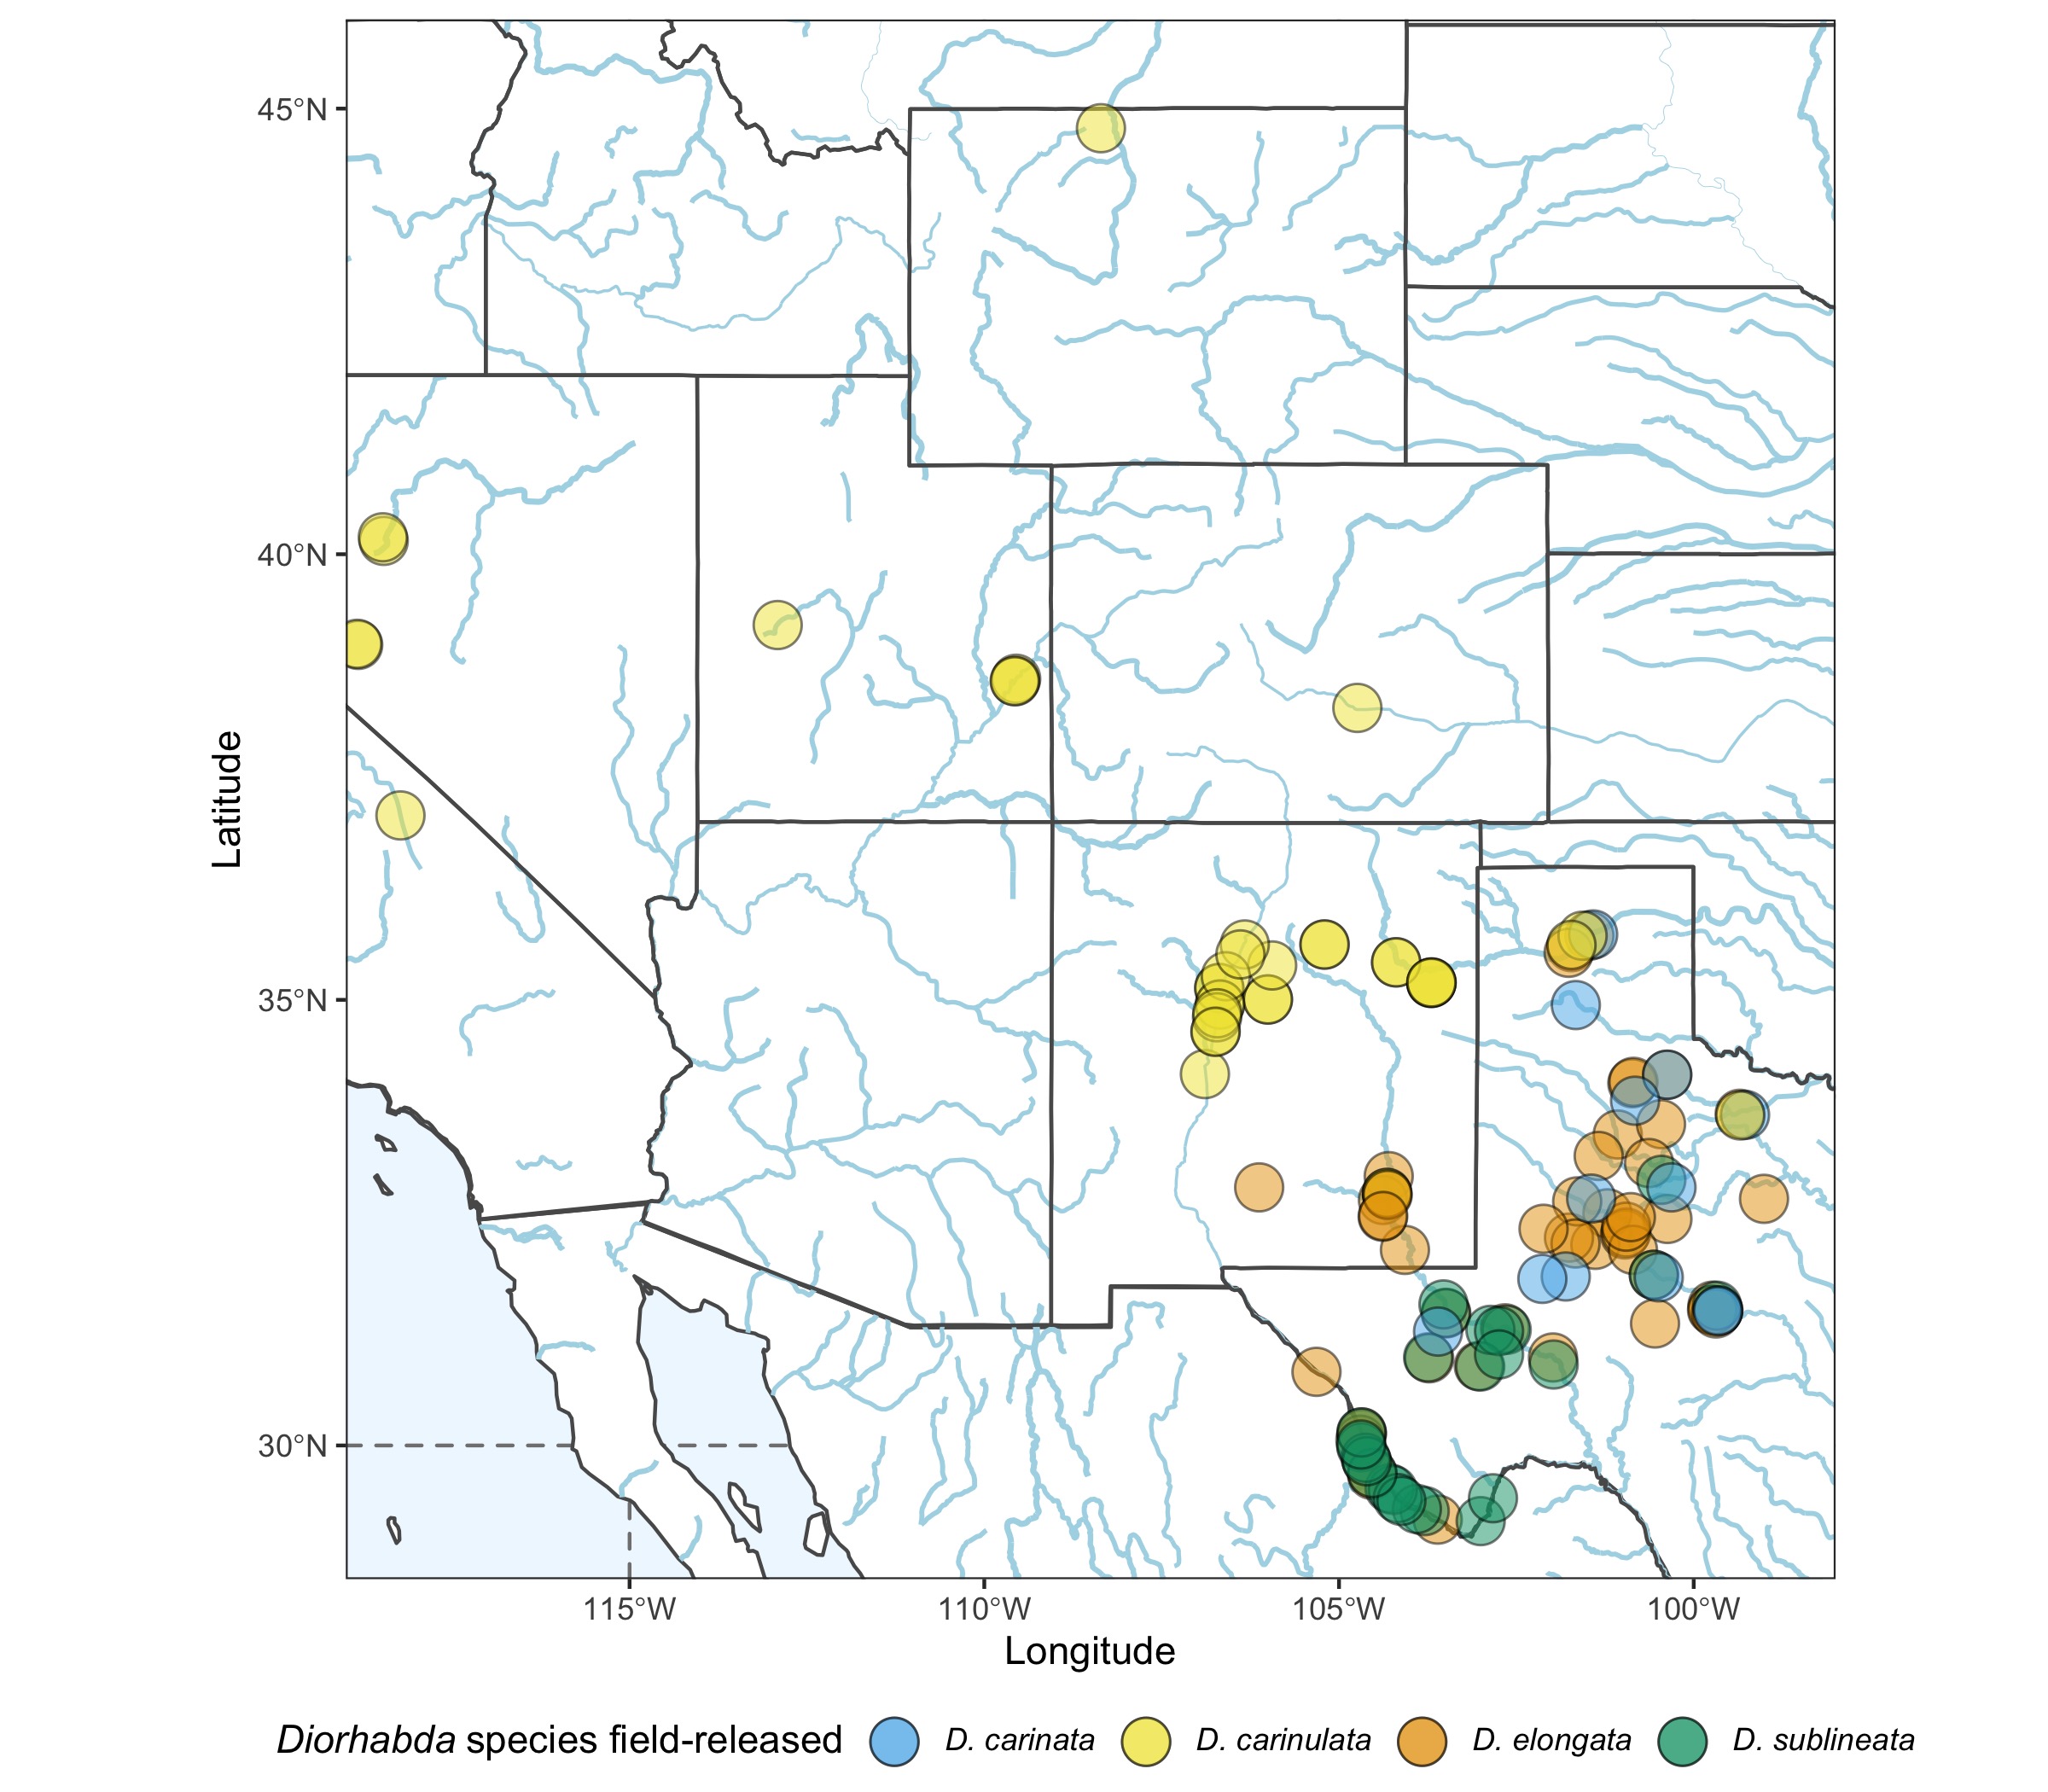 45°N
40°N
35°N
30°N
Latitude
115°W 110°W 105°W 100°W
Longitude
Diorhabda species field-released D. carinata D. carinulata D. elongata D. sublineata